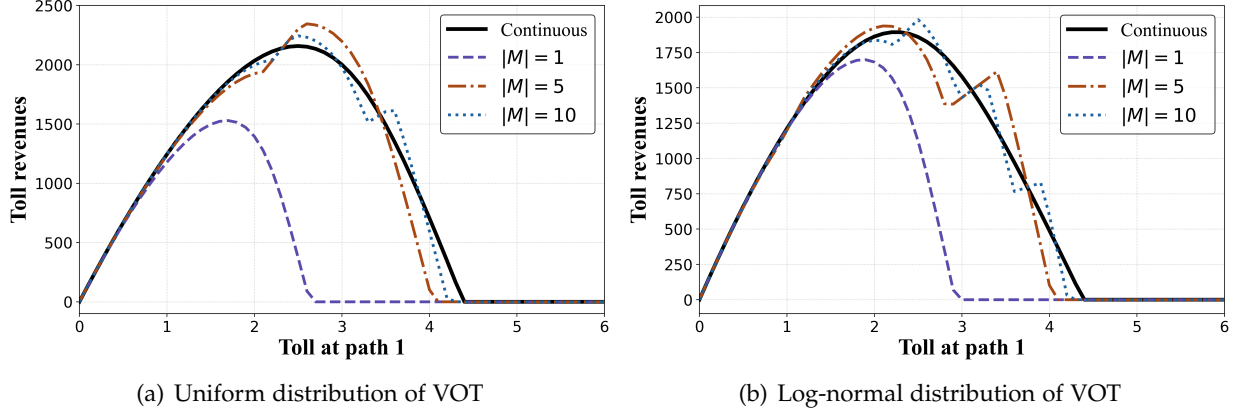 2500
2000
1500
1000
500
0
Toll revenues
0 1 2 3 4 5 6
Toll at path 1
Continuous
|M| = 1
|M| = 5
|M| = 10
(a) Uniform distribution of VOT
2000
1750
1500
1250
1000
750
500
250
0
Toll revenues
0 1 2 3 4 5 6
Toll at path 1
Continuous
|M| = 1
|M| = 5
|M| = 10
(b) Log-normal distribution of VOT